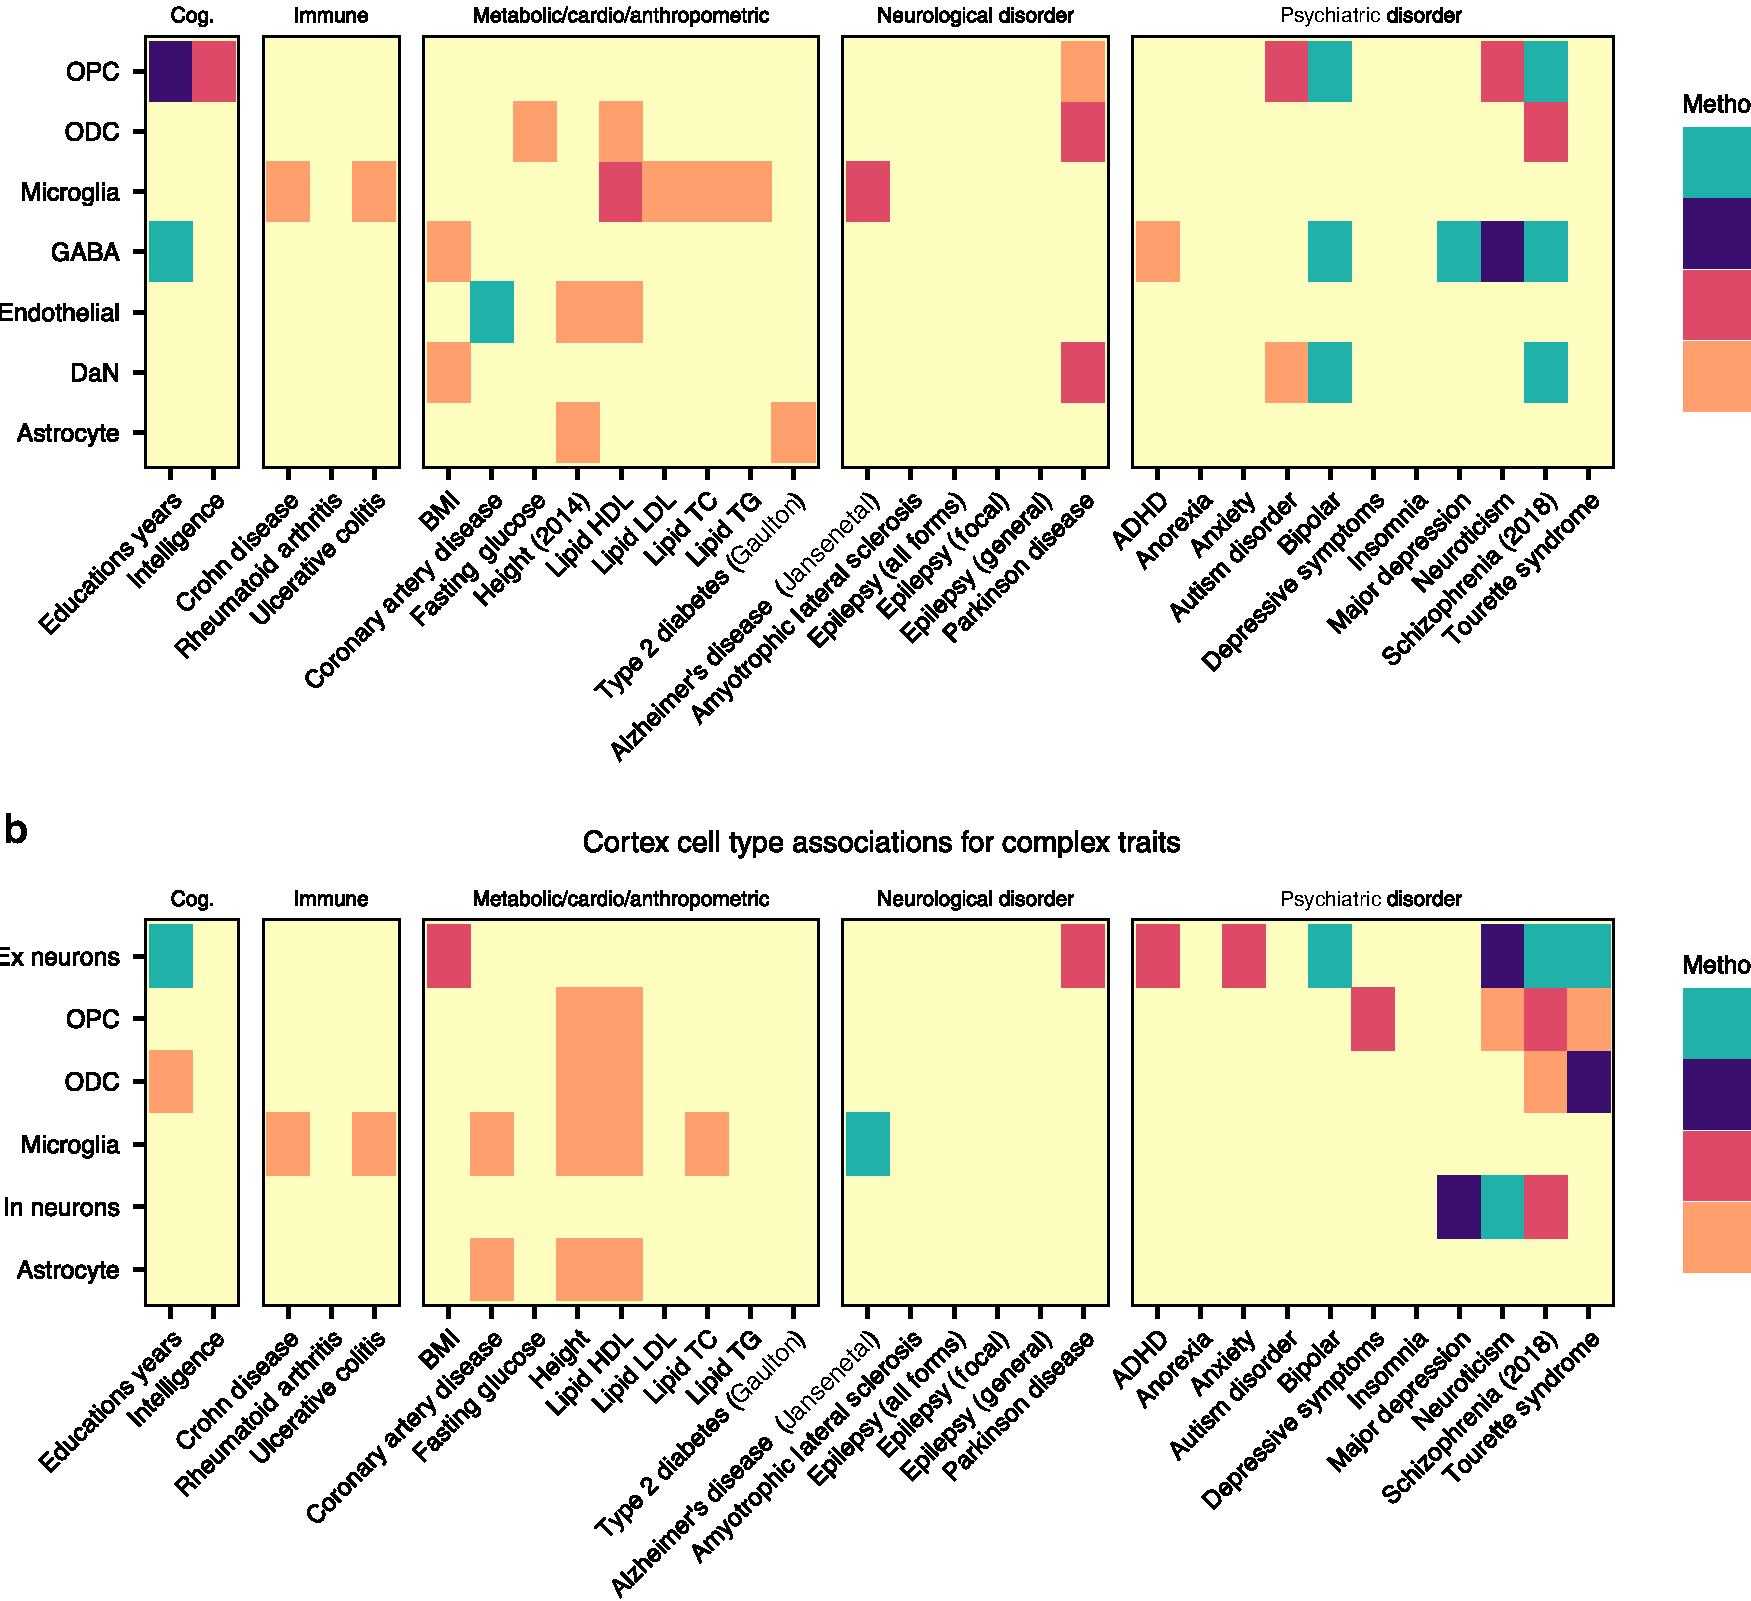 Cog. Immune Metabolic/cardio/anthropometric Neurological disorder Psychiatric disorder
OPC
ODC
Microglia
GABA
Endothelial
DaN
Astrocyte
Metho
Educations years
Intelligence
Crohn disease
Rheumatoid arthritis
Ulcerative colitis
BMI
Coronary artery disease
Fasting glucose
Height (2014)
Lipid HDL
Lipid LDL
Lipid TC
Lipid TG
Type 2 diabetes (Gaulton)
Alzheimer's disease (Jansenetal)
Amyotrophic lateral sclerosis
Epilepsy (all forms)
Epilepsy (focal)
Epilepsy (general)
Parkinson disease
ADHD
Anorexia
Anxiety
Autism disorder
Bipolar
Depressive symptoms
Insomnia
Major depression
Neuroticism
Schizophrenia (2018)
Tourette syndrome
b
Cortex cell type associations for complex traits
Cog. Immune Metabolic/cardio/anthropometric Neurological disorder Psychiatric disorder
Ex neurons
OPC
ODC
Microglia
In neurons
Astrocyte
Metho
Educations years
Intelligence
Crohn disease
Rheumatoid arthritis
Ulcerative colitis
BMI
Coronary artery disease
Fasting glucose
Height
Lipid HDL
Lipid LDL
Lipid TC
Lipid TG
Type 2 diabetes (Gaulton)
Alzheimer's disease (Jansenetal)
Amyotrophic lateral sclerosis
Epilepsy (all forms)
Epilepsy (focal)
Epilepsy (general)
Parkinson disease
ADHD
Anorexia
Anxiety
Autism disorder
Bipolar
Depressive symptoms
Insomnia
Major depression
Neuroticism
Schizophrenia (2018)
Tourette syndrome